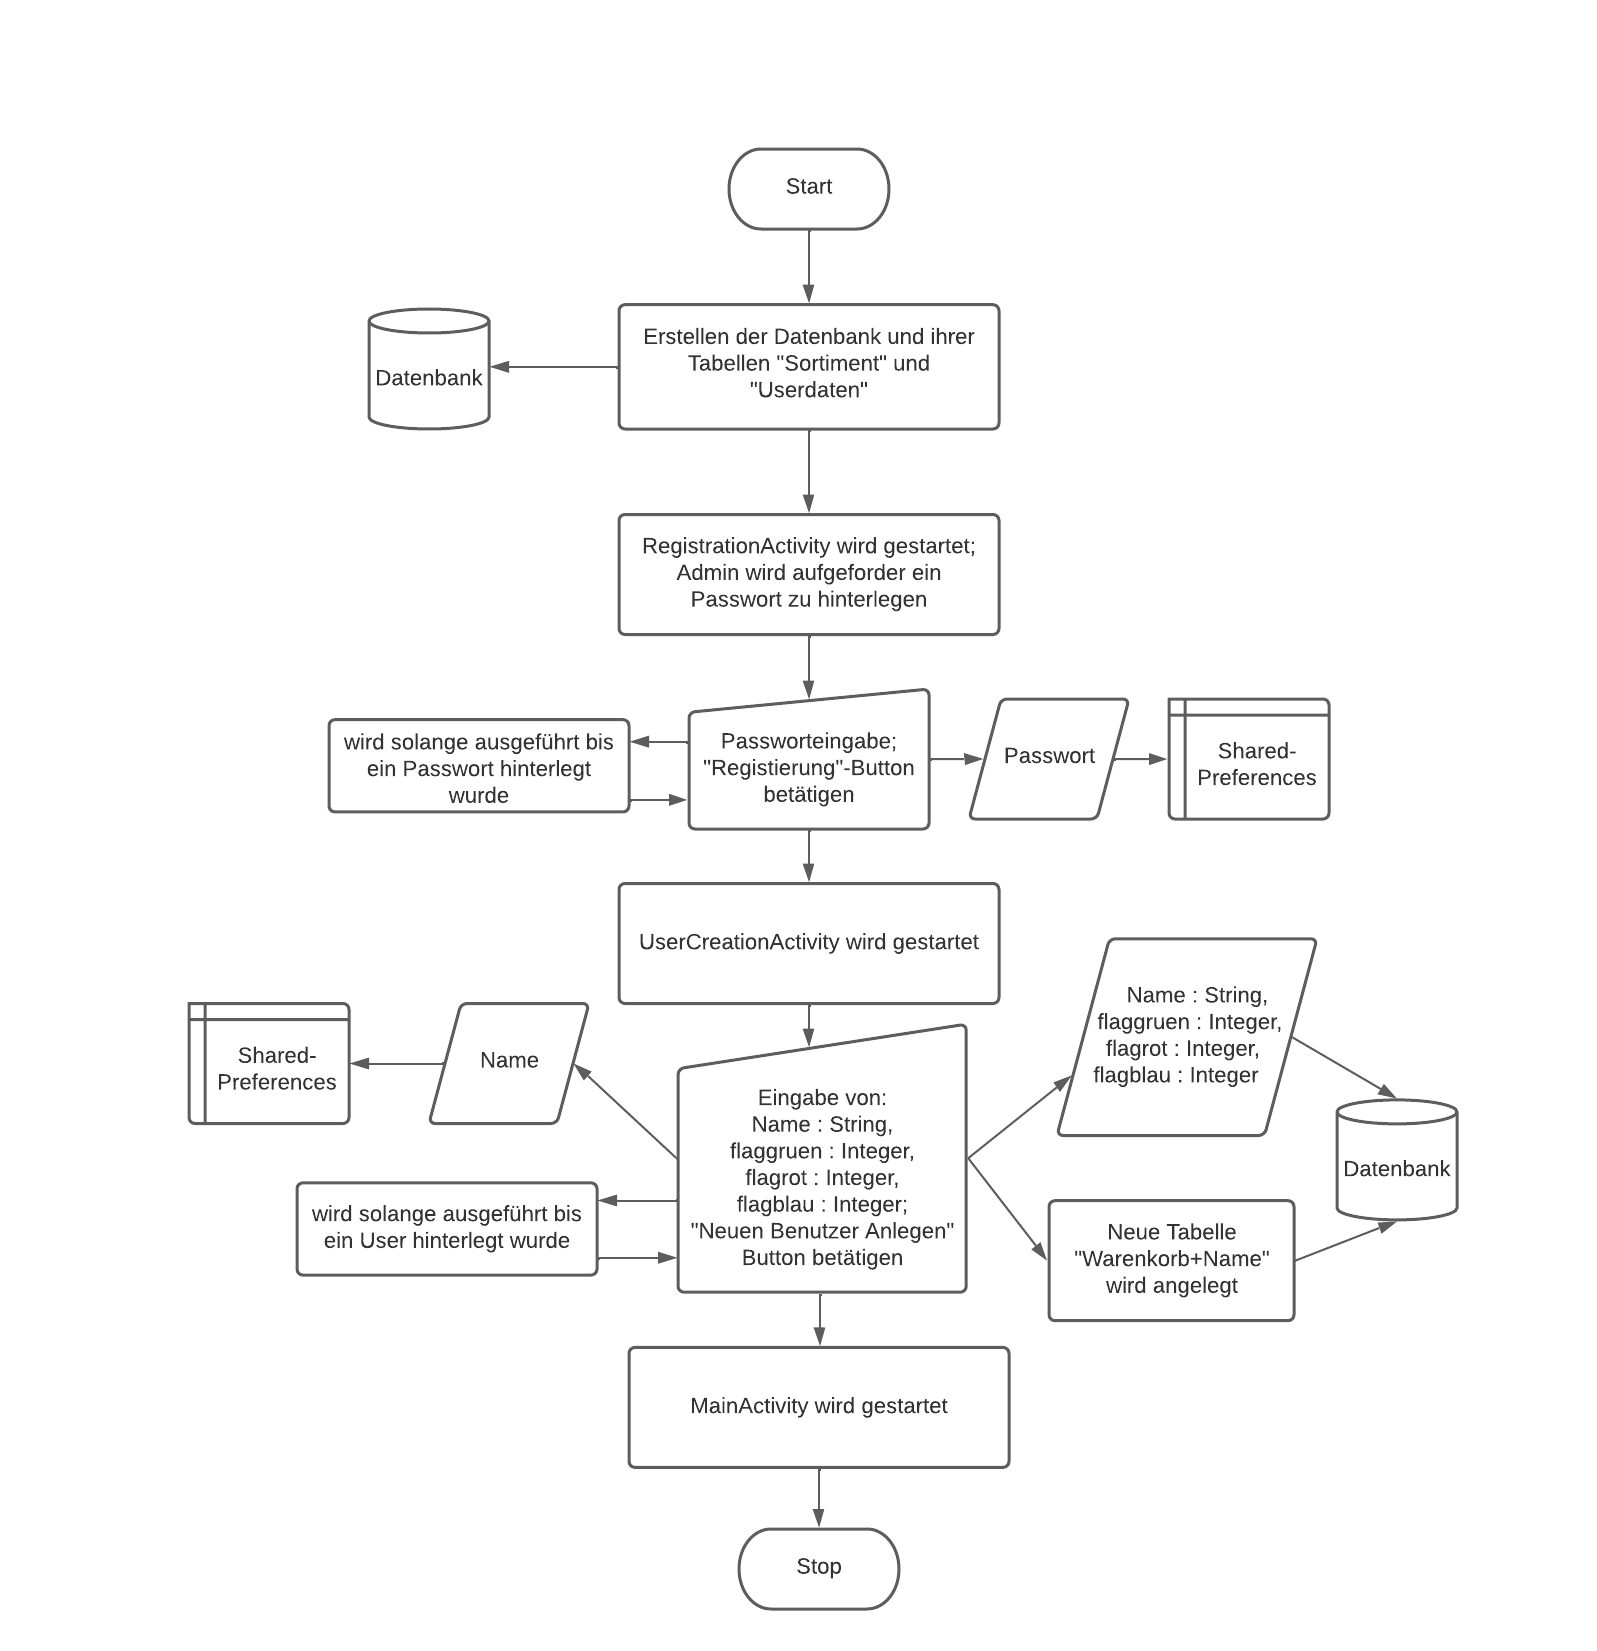 Start
Datenbank
Erstellen der Datenbank und ihrer
Tabellen "Sortiment" und
"Userdaten"
RegistrationActivity wird gestartet;
Admin wird aufgeforder ein
Passwort zu hinterlegen
wird solange ausgeführt bis
ein Passwort hinterlegt
wurde
Passworteingabe;
"Registierung"-Button
betätigen
Passwort
Shared-
Preferences
UserCreationActivity wird gestartet
Shared-
Preferences
Name
Name : String,
flaggruen : Integer,
flagrot : Integer,
flagblau : Integer
Eingabe von:
Name : String,
flaggruen : Integer,
flagrot : Integer,
flagblau : Integer;
"Neuen Benutzer Anlegen"
Button betätigen
Datenbank
wird solange ausgeführt bis
ein User hinterlegt wurde
Neue Tabelle
"Warenkorb+Name"
wird angelegt
MainActivity wird gestartet
Stop